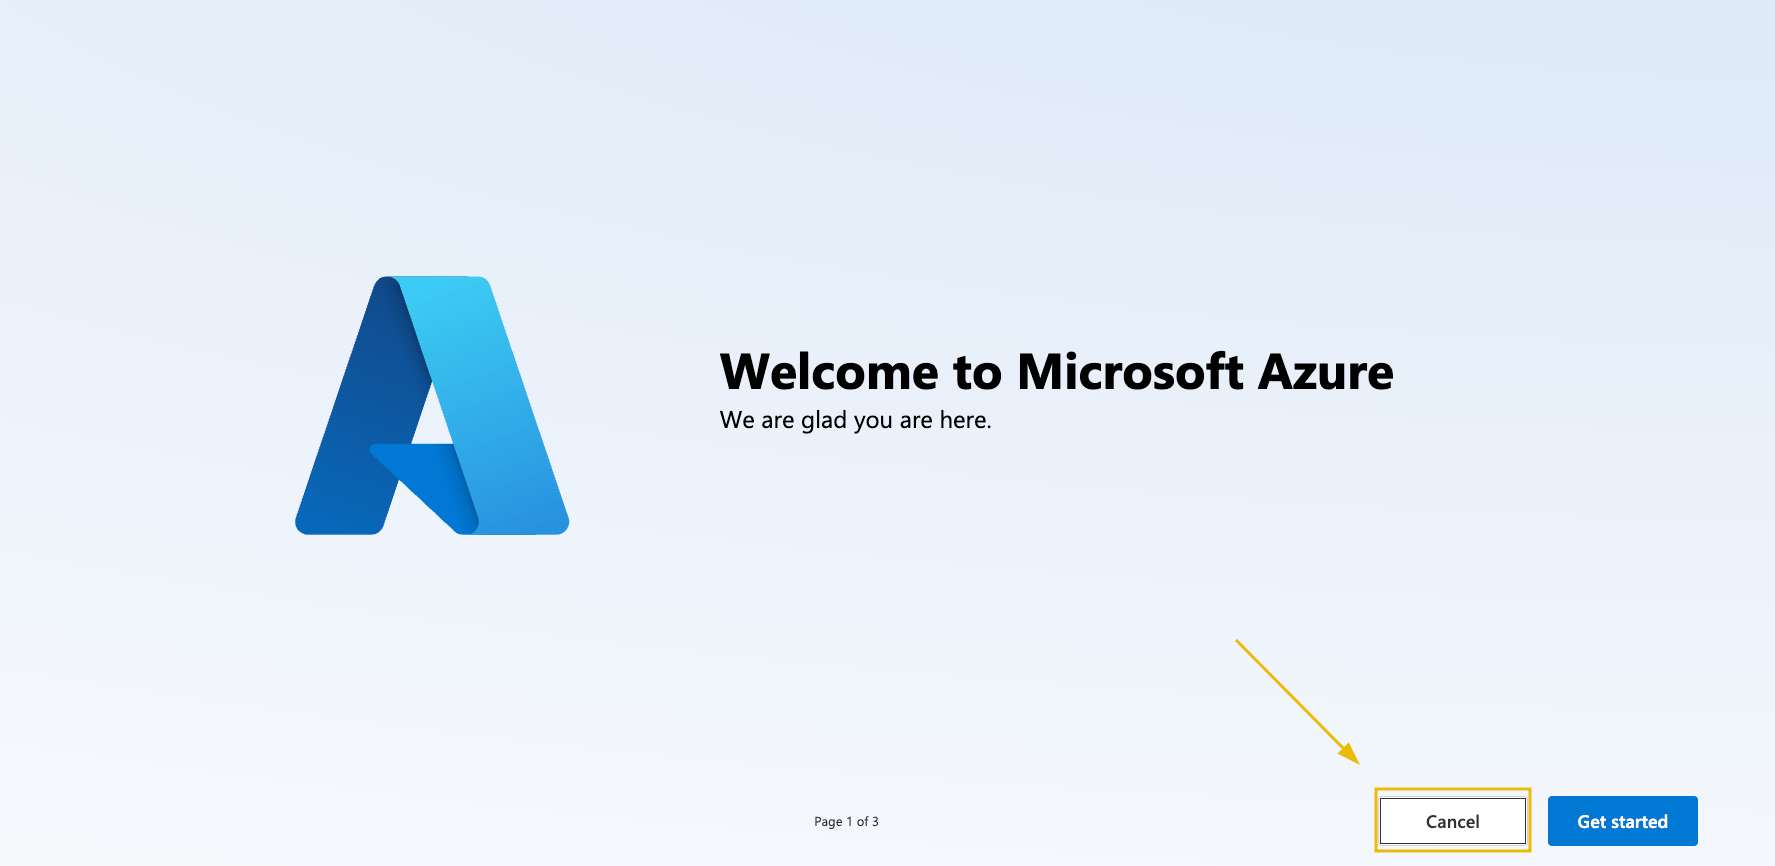 Welcome to Microsoft Azure
We are glad you are here.
Page 1 of 3
Cancel
Get started